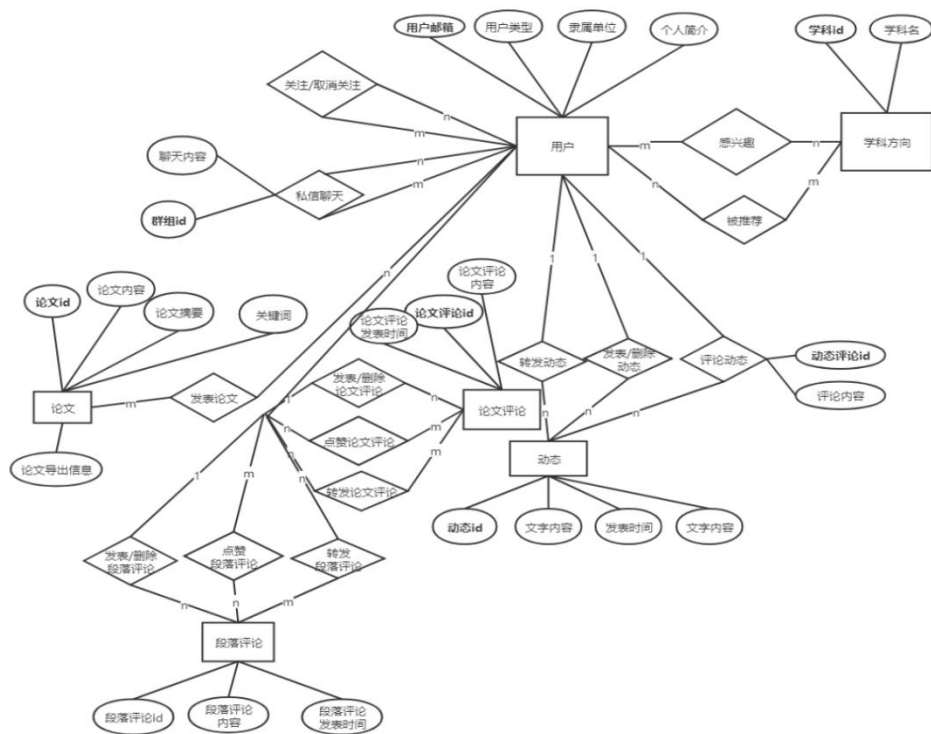 用户邮箱
用户类型
隶属单位
个人简介
学科id
学科名
关注/取消关注
n
m
用户
m
感兴趣
n
学科方向
聊天内容
n
私信聊天
m
群组id
n
m
被推荐
n
1
1
1
论文id
论文内容
论文摘要
关键词
论文评论
内容
论文评论id
论文评论
发表时间
转发动态
发表/删除
动态
评论动态
动态评论id
评论内容
论文
m
发表论文
1
发表/删除
论文评论
n
论文评论
n
n
n
n
点赞论文评论
m
动态
论文导出信息
n
转发论文评论
m
n
1
m
n
动态id
文字内容
发表时间
文字内容
发表/删除
段落评论
点赞
段落评论
转发
段落评论
n
n
m
段落评论
段落评论id
段落评论
内容
段落评论
发表时间